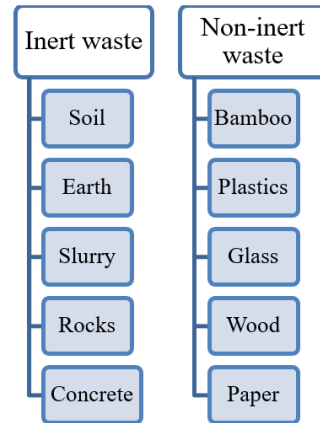 Inert waste
Soil
Earth
Slurry
Rocks
Concrete
Non-inert
waste
Bamboo
Plastics
Glass
Wood
Paper